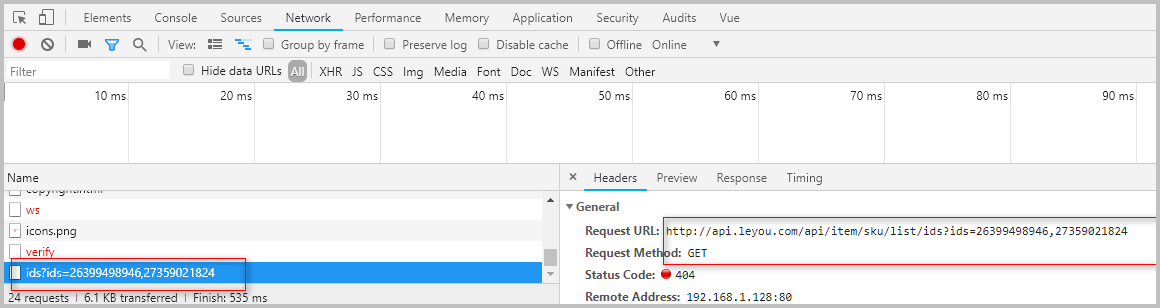 Elements Console Sources Network Performance Memory Application Security Audits Vue
View: Group by frame Preserve log Disable cache Offline Online
Filter Hide data URLs All XHR JS CSS Img Media Font Doc WS Manifest Other
10 ms 20 ms 30 ms 40 ms 50 ms 60 ms 70 ms 80 ms 90 ms
Name × Headers Preview Response Timing
copyright.html
General
ws
Request URL: http://api.leyou.com/api/item/sku/list/ids?ids=26399498946,27359021824
icons.png
verify
Request Method: GET
ids?ids=26399498946,27359021824
Status Code: 404
24 requests | 6.1 KB transferred | Finish: 535 ms
Remote Address: 192.168.1.128:80